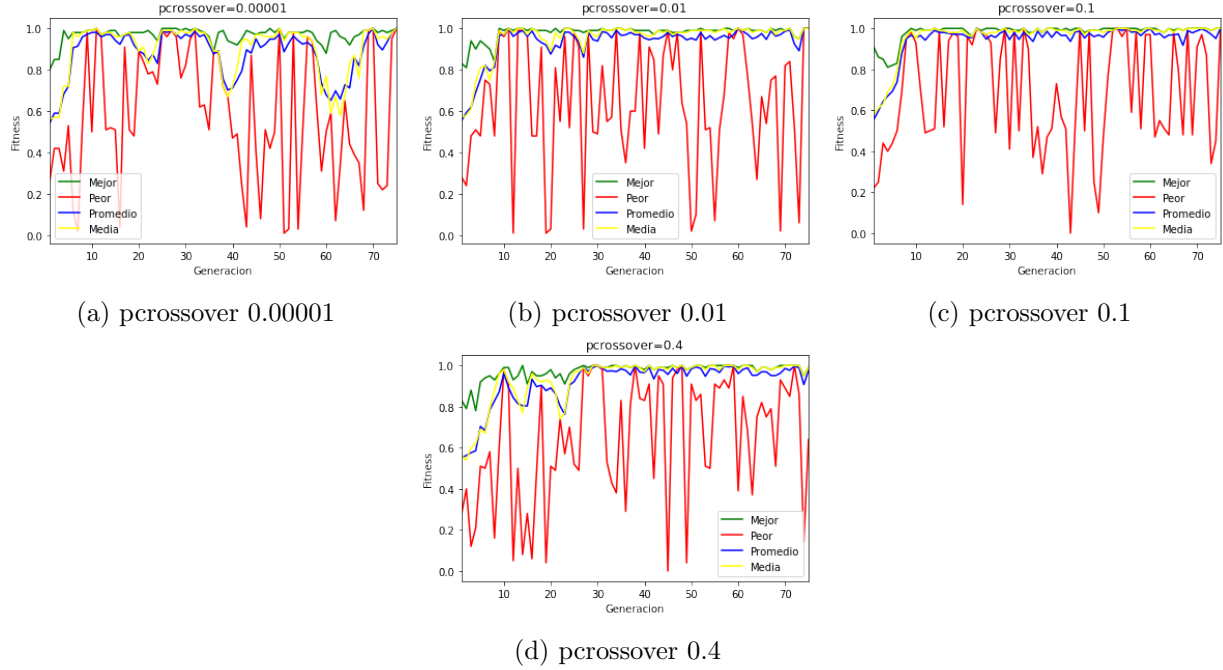 pcrossover=0.00001
1.0
0.8
0.6
0.4
0.2
0.0
Fitness
Mejor
Peor
Promedio
Media
10 20 30 40 50 60 70
Generacion
(a) pcrossover 0.00001
pcrossover=0.01
1.0
0.8
0.6
0.4
0.2
0.0
Fitness
Mejor
Peor
Promedio
Media
10 20 30 40 50 60 70
Generacion
(b) pcrossover 0.01
pcrossover=0.1
1.0
0.8
0.6
0.4
0.2
0.0
Fitness
Mejor
Peor
Promedio
Media
10 20 30 40 50 60 70
Generacion
(c) pcrossover 0.1
pcrossover=0.4
1.0
0.8
0.6
0.4
0.2
0.0
Fitness
Mejor
Peor
Promedio
Media
10 20 30 40 50 60 70
Generacion
(d) pcrossover 0.4